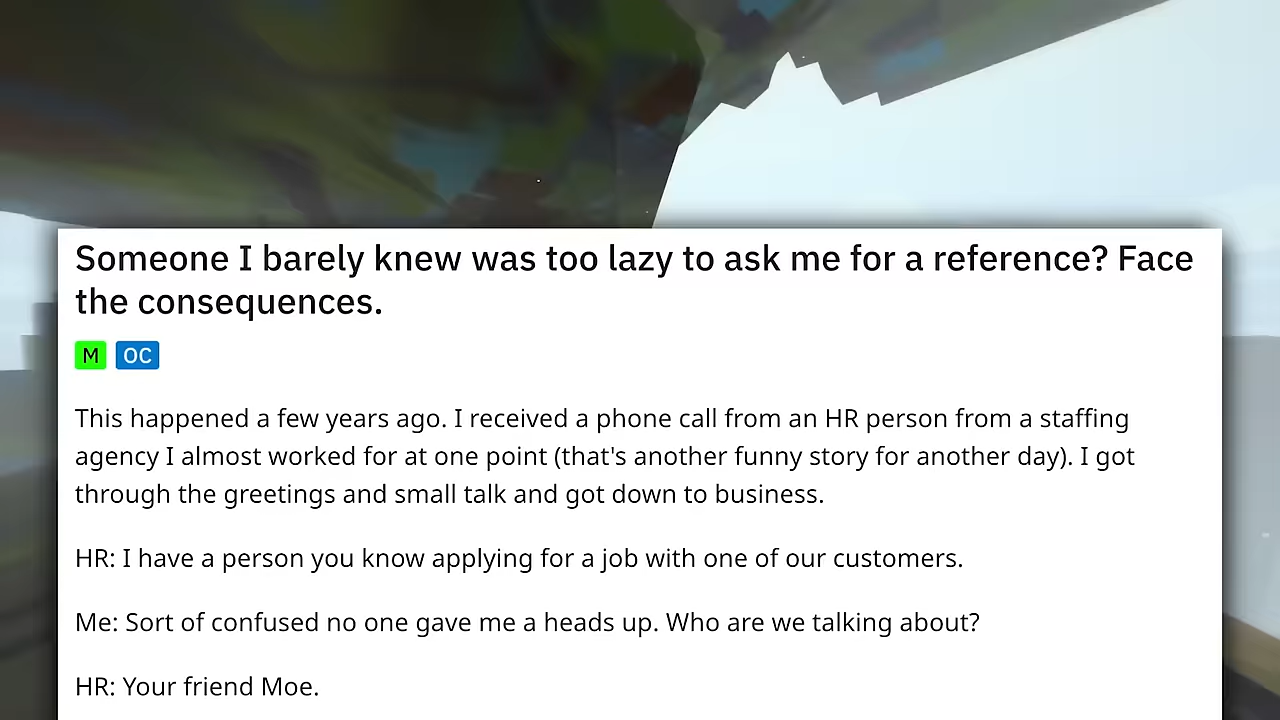 Someone I barely knew was too lazy to ask me for a reference? Face
the consequences.
M OC
This happened a few years ago. I received a phone call from an HR person from a staffing
agency I almost worked for at one point (that's another funny story for another day). I got
through the greetings and small talk and got down to business.
HR: I have a person you know applying for a job with one of our customers.
Me: Sort of confused no one gave me a heads up. Who are we talking about?
HR: Your friend Moe.